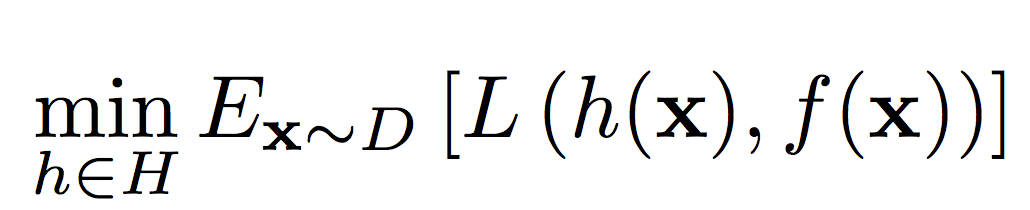 min E_{𝐱∼D} [L (h(𝐱), f(𝐱))]
h∈H